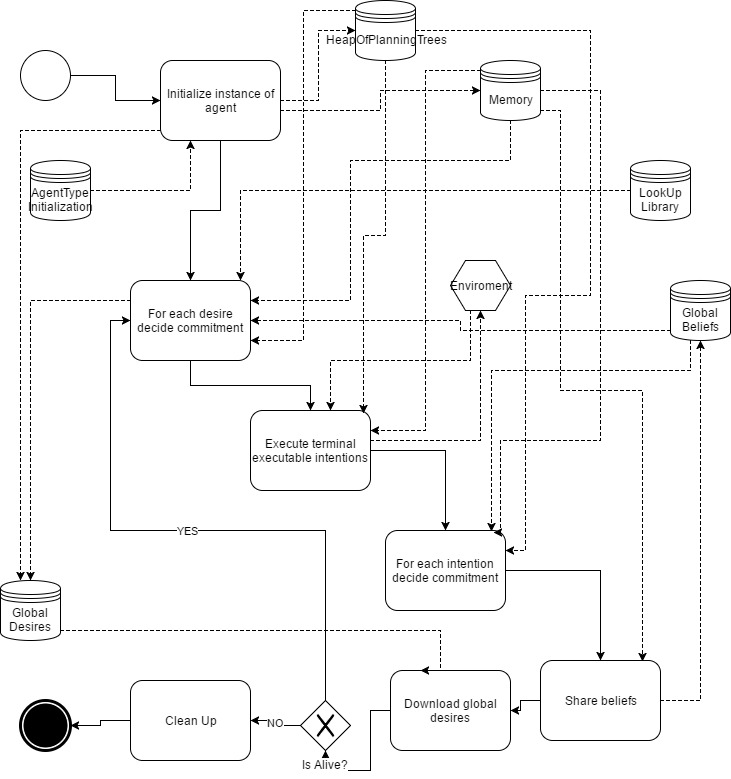 HeapOfPlanningTrees
Initialize instance of
agent
Memory
AgentType
Initialization
LookUp
Library
Enviroment
For each desire
decide commitment
Global
Beliefs
Execute terminal
executable intentions
YES
For each intention
decide commitment
Global
Desires
Clean Up
NO
Is Alive?
Download global
desires
Share beliefs